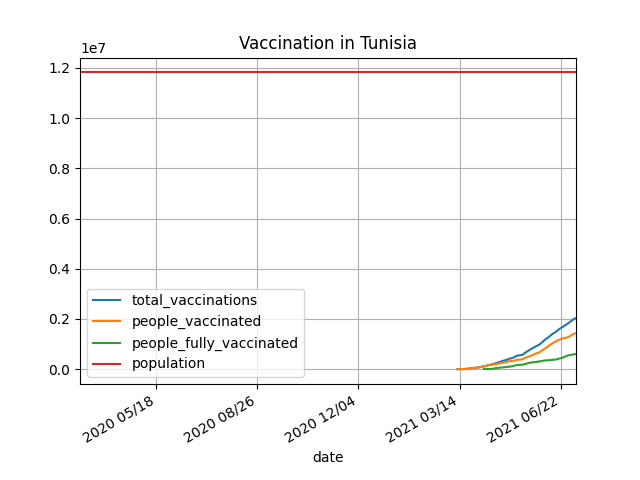 Vaccination in Tunisia
1e7
1.2
1.0
0.8
0.6
0.4
0.2
0.0
total_vaccinations
people_vaccinated
people_fully_vaccinated
population
2020 05/18
2020 08/26
2020 12/04
2021 03/14
2021 06/22
date